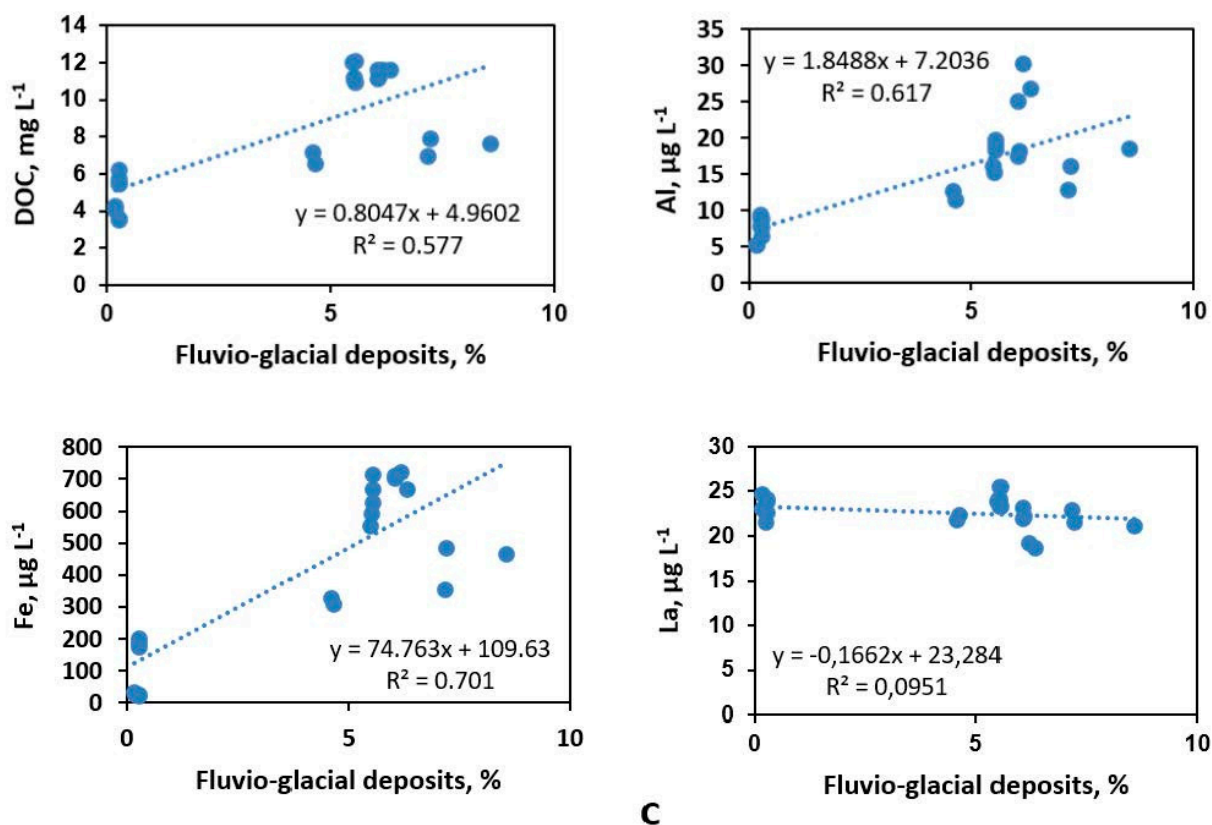 14
12
10
8
6
4
2
0
DOC, mg L⁻¹
y = 0.8047x + 4.9602
R² = 0.577
0
5
10
Fluvio-glacial deposits, %
35
30
25
20
15
10
5
0
Al, µg L⁻¹
y = 1.8488x + 7.2036
R² = 0.617
0
5
10
Fluvio-glacial deposits, %
800
700
600
500
400
300
200
100
0
Fe, µg L⁻¹
y = 74.763x + 109.63
R² = 0.701
0
5
10
Fluvio-glacial deposits, %
30
25
20
15
10
5
0
La, µg L⁻¹
y = -0,1662x + 23,284
R² = 0,0951
0
5
10
Fluvio-glacial deposits, %
C